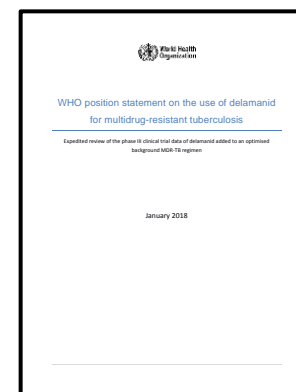 World Health
Organization
WHO position statement on the use of delamanid
for multidrug-resistant tuberculosis
Expedited review of the phase III clinical trial data of delamanid added to an optimised
background MDR-TB regimen
January 2018